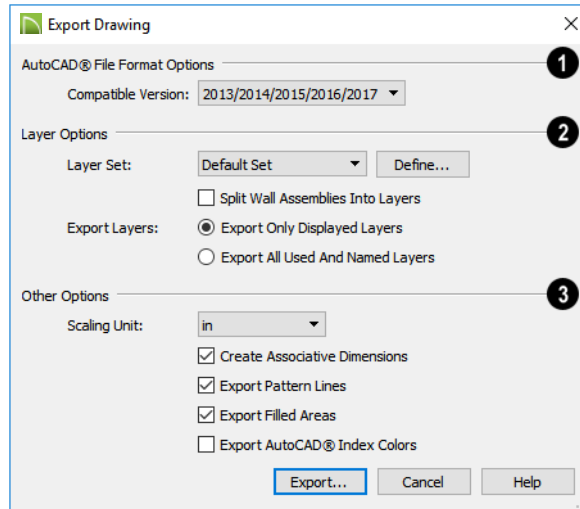 Export Drawing
AutoCAD® File Format Options 1
Compatible Version: 2013/2014/2015/2016/2017
Layer Options 2
Layer Set: Default Set Define...
Split Wall Assemblies Into Layers
Export Layers: Export Only Displayed Layers
Export All Used And Named Layers
Other Options 3
Scaling Unit: in
Create Associative Dimensions
Export Pattern Lines
Export Filled Areas
Export AutoCAD® Index Colors
Export... Cancel Help